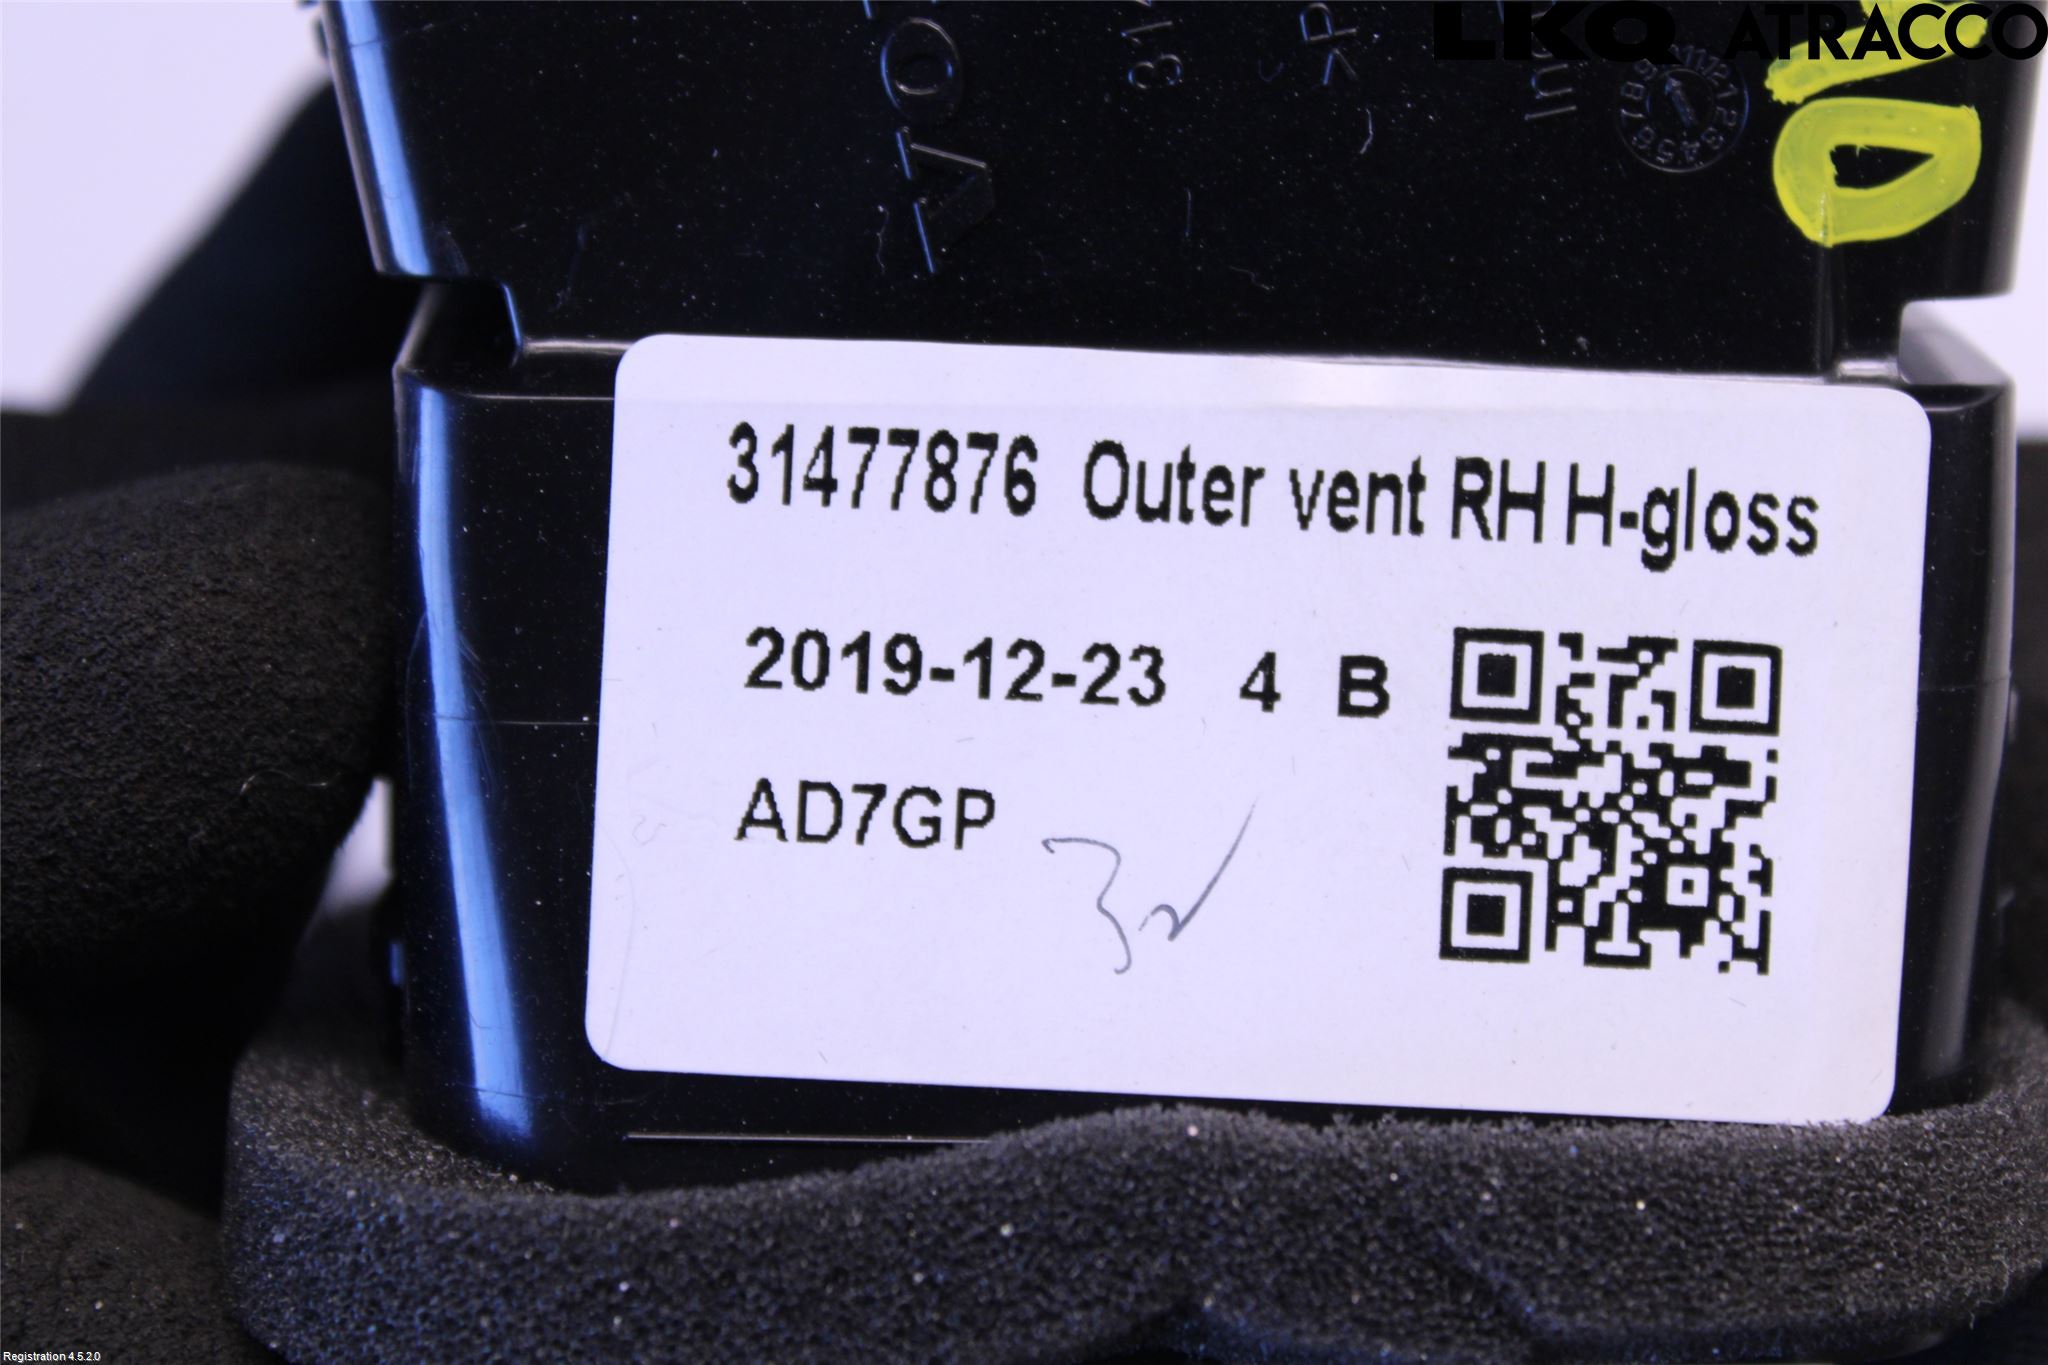 LKQ ATRACCO
31477876 Outer vent RH H-gloss
2019-12-23 4 B
AD7GP
Registration 4.5.2.0